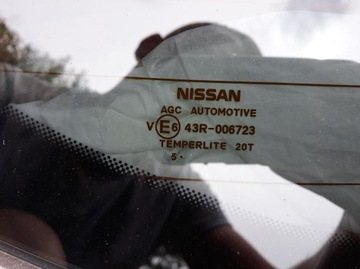 NISSAN
AGC AUTOMOTIVE
V E6 43R-006723
TEMPERLITE 20T
5 •